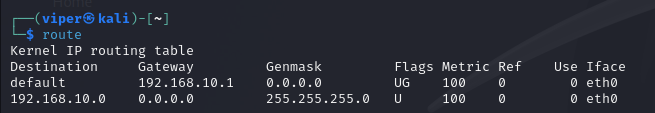 ┌──(viper㉿kali)-[~]
└─$ route
Kernel IP routing table
Destination     Gateway         Genmask         Flags Metric Ref    Use Iface
default         192.168.10.1    0.0.0.0         UG    100    0        0 eth0
192.168.10.0    0.0.0.0         255.255.255.0   U     100    0        0 eth0